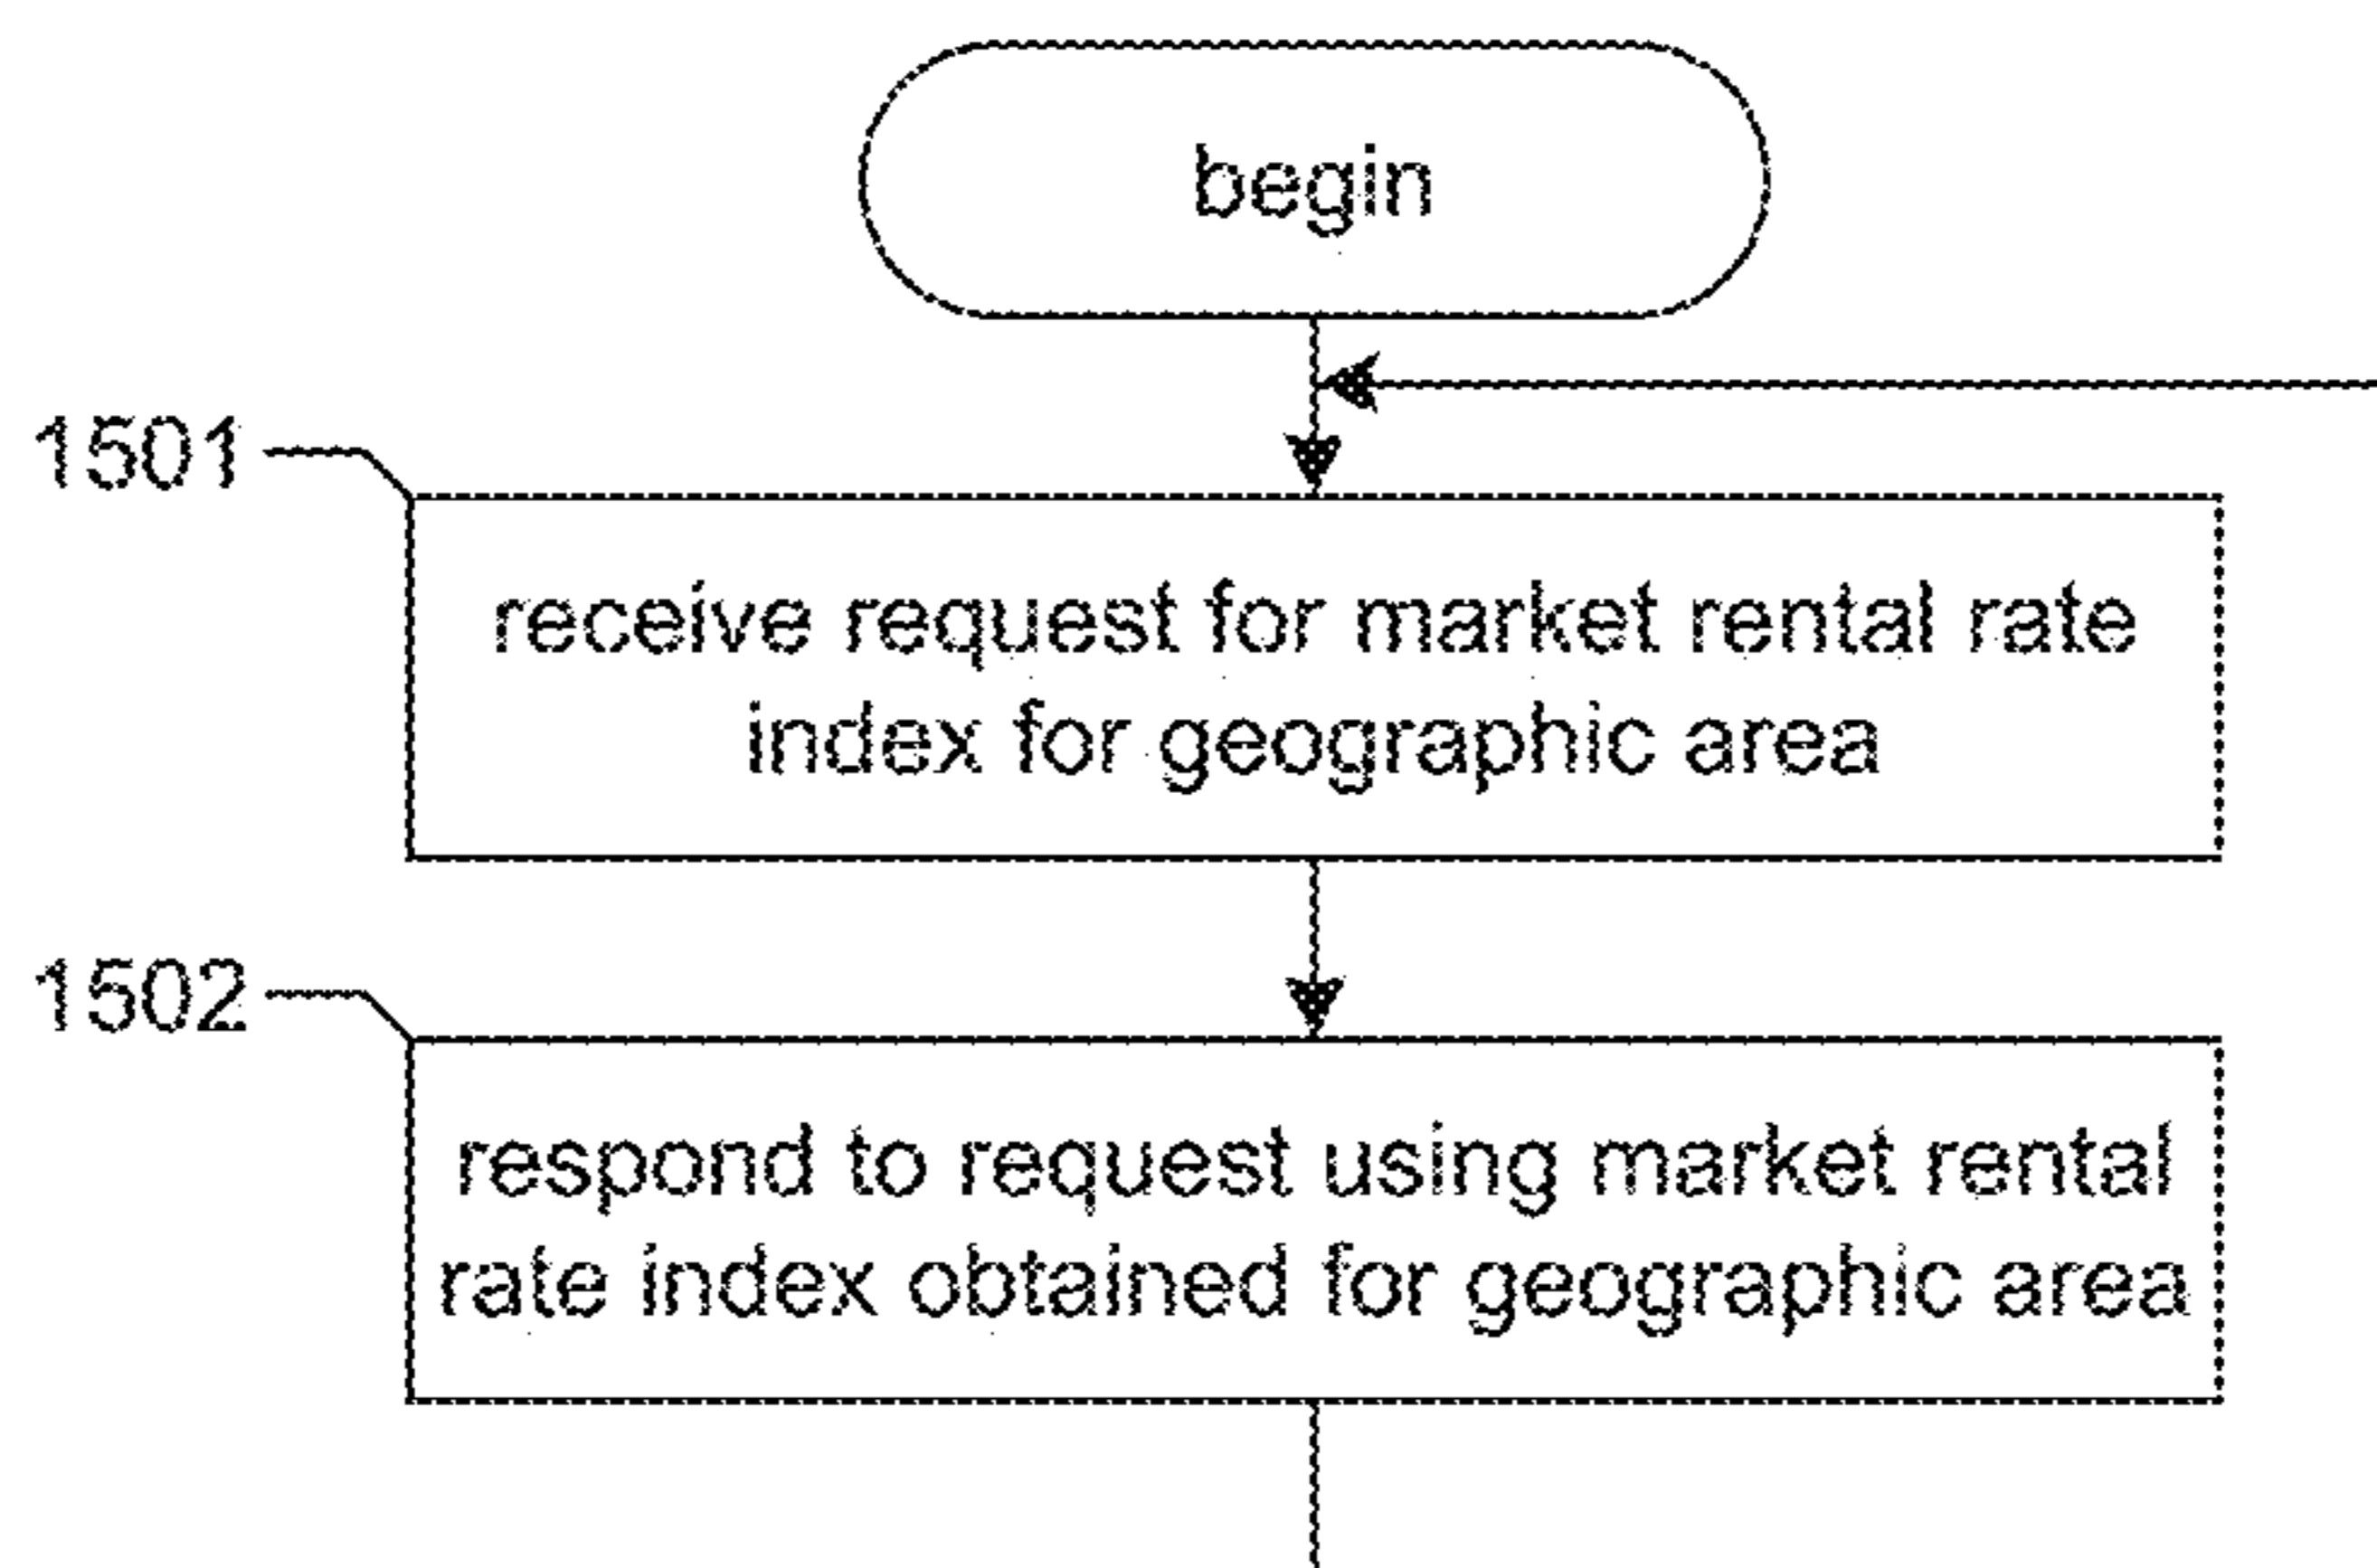 begin
1501
receive request for market rental rate
index for geographic area
1502
respond to request using market rental
rate index obtained for geographic area